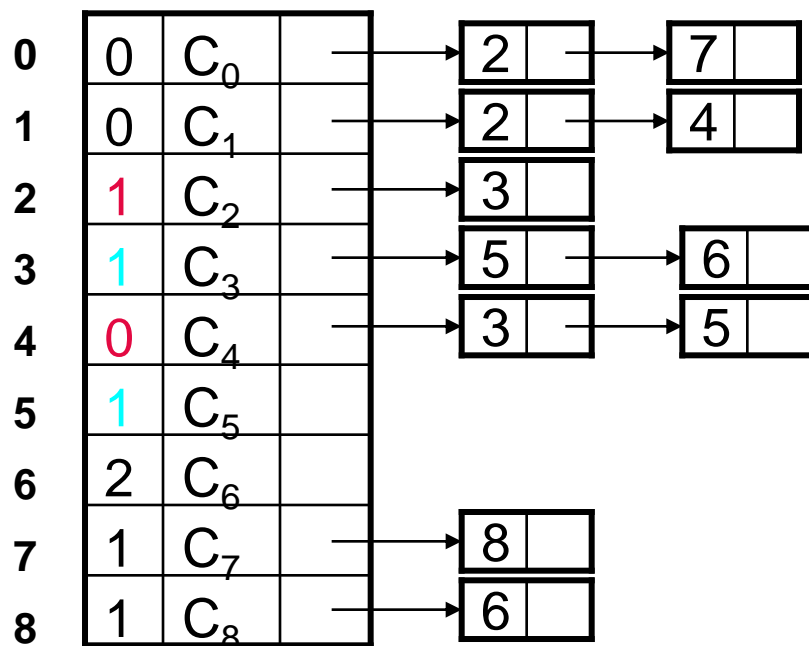 0 0 C₀ 2 7
1 0 C₁ 2 4
2 1 C₂ 3
3 1 C₃ 5 6
4 0 C₄ 3 5
5 1 C₅
6 2 C₆
7 1 C₇ 8
8 1 C₈ 6